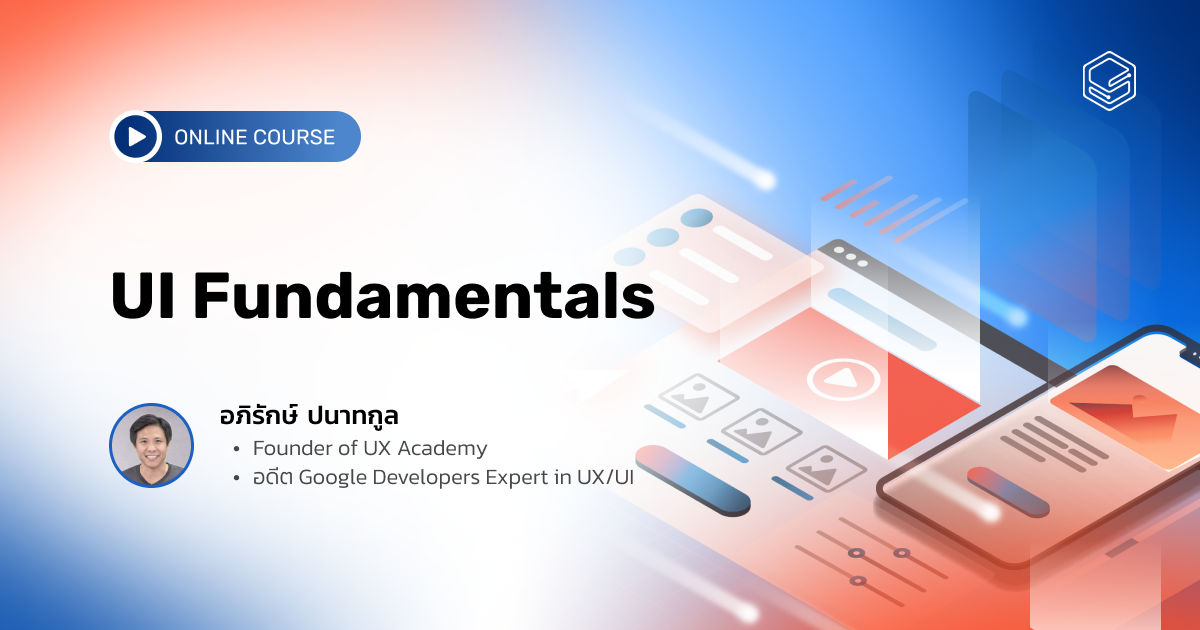 ONLINE COURSE
UI Fundamentals
อภิรักษ์ ปนาทกูล
• Founder of UX Academy
• อดีต Google Developers Expert in UX/UI